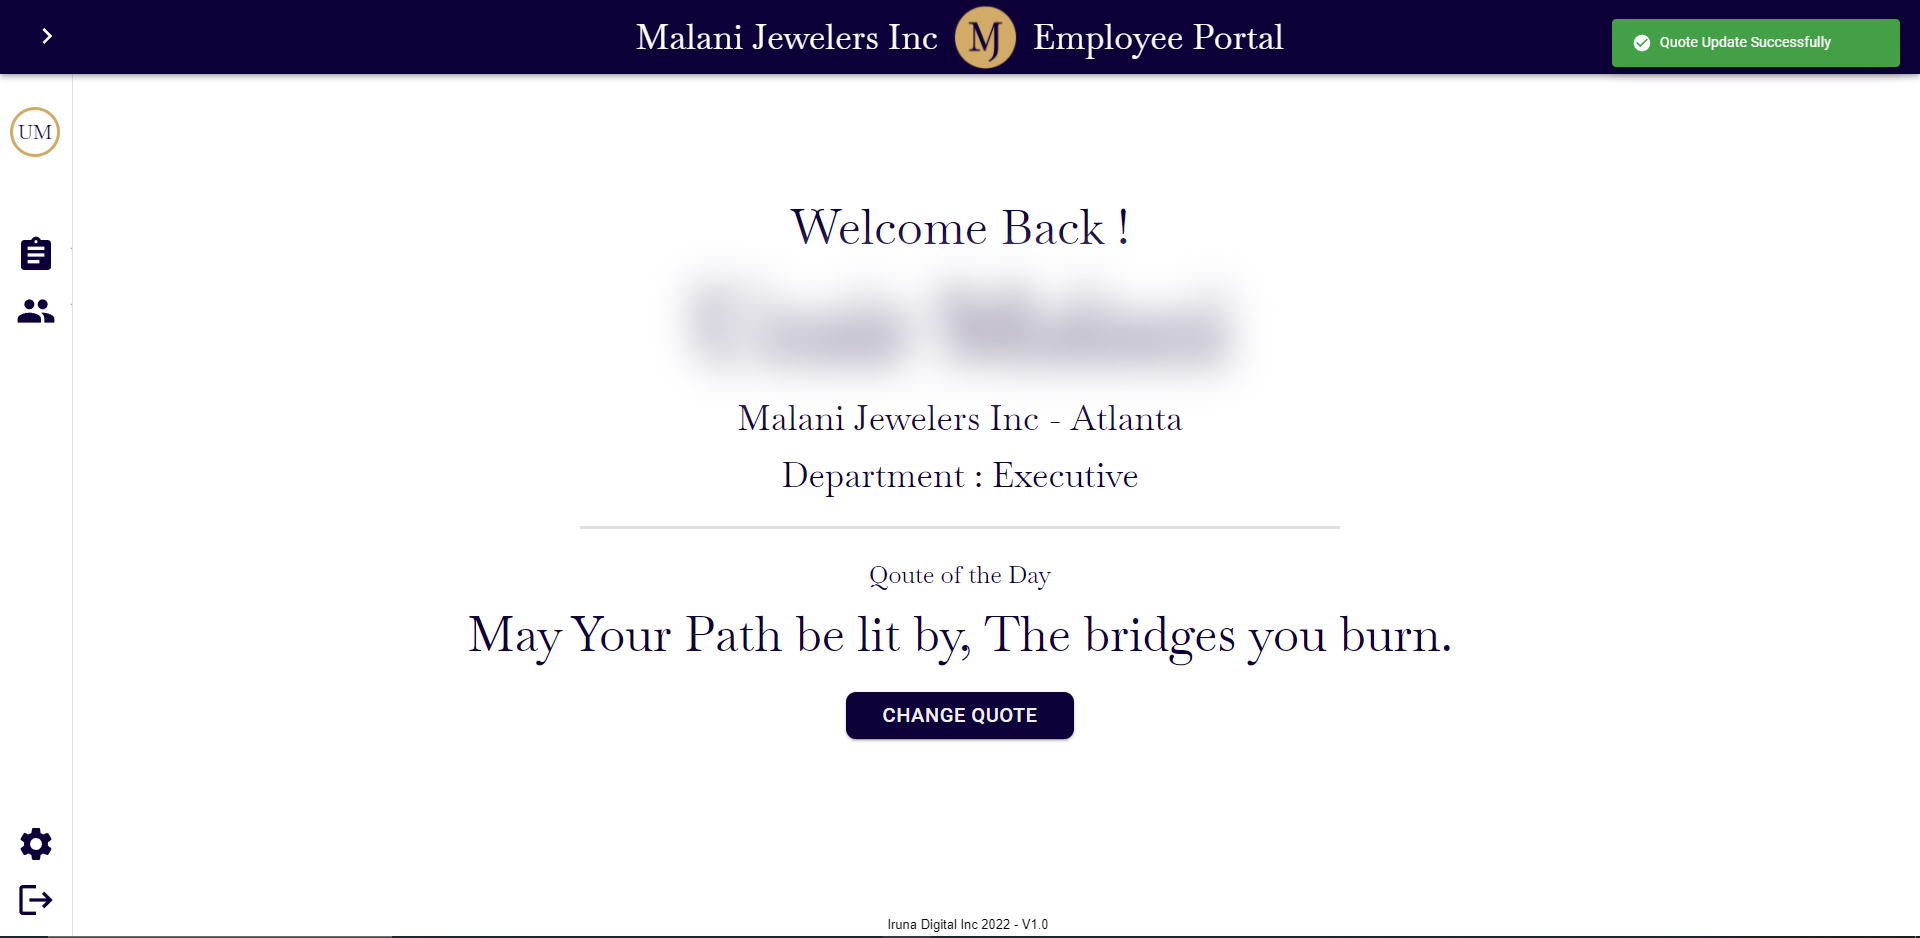 Malani Jewelers Inc MJ Employee Portal
Quote Update Successfully
UM
Welcome Back !
Malani Jewelers Inc - Atlanta
Department : Executive
Qoute of the Day
May Your Path be lit by, The bridges you burn.
CHANGE QUOTE
Iruna Digital Inc 2022 - V1.0